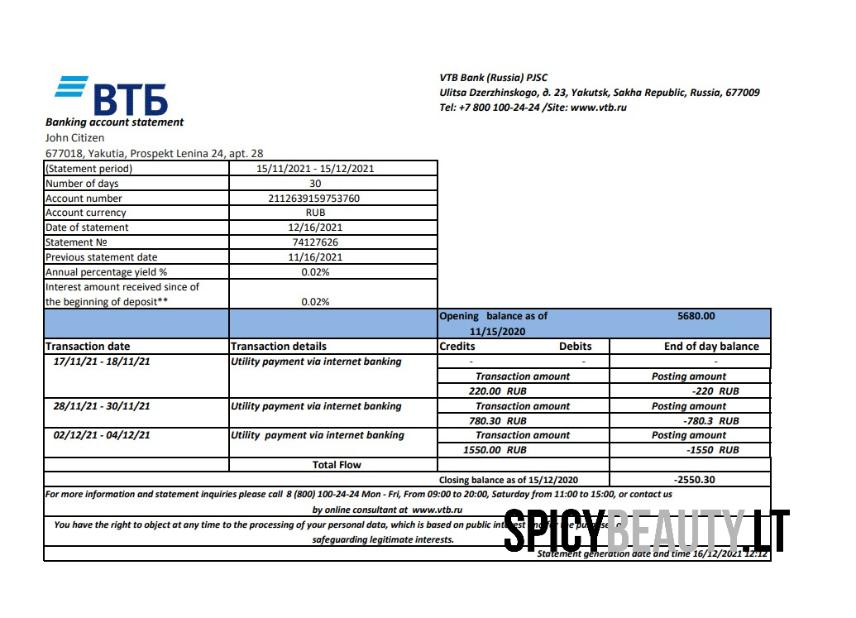 ВТБ
VTB Bank (Russia) PJSC
Ulitsa Dzerzhinskogo, д. 23, Yakutsk, Sakha Republic, Russia, 677009
Tel: +7 800 100-24-24 /Site: www.vtb.ru
Banking account statement
John Citizen
677018, Yakutia, Prospekt Lenina 24, apt. 28
(Statement period) 15/11/2021 - 15/12/2021
Number of days 30
Account number 2112639159753760
Account currency RUB
Date of statement 12/16/2021
Statement № 74127626
Previous statement date 11/16/2021
Annual percentage yield % 0.02%
Interest amount received since of
the beginning of deposit** 0.02%
Opening balance as of 5680.00
11/15/2020
Transaction date Transaction details Credits Debits End of day balance
17/11/21 - 18/11/21 Utility payment via internet banking - - -
Transaction amount Posting amount
220.00 RUB -220 RUB
28/11/21 - 30/11/21 Utility payment via internet banking Transaction amount Posting amount
780.30 RUB -780.3 RUB
02/12/21 - 04/12/21 Utility payment via internet banking Transaction amount Posting amount
1550.00 RUB -1550 RUB
Total Flow
Closing balance as of 15/12/2020 -2550.30
For more information and statement inquiries please call 8 (800) 100-24-24 Mon - Fri, From 09:00 to 20:00, Saturday from 11:00 to 15:00, or contact us
by online consultant at www.vtb.ru
You have the right to object at any time to the processing of your personal data, which is based on public
safeguarding legitimate interests.
SPICYBEAUTY.LT
Statement generation date and time 16/12/2021 12:12